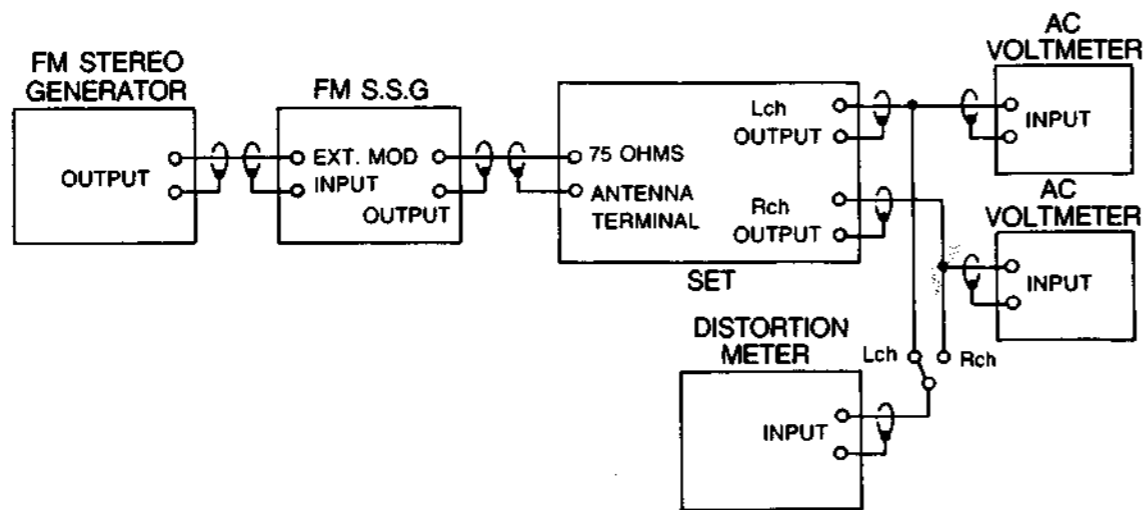 FM STEREO
GENERATOR
OUTPUT
FM S.S.G
EXT. MOD
INPUT
OUTPUT
75 OHMS
ANTENNA
TERMINAL
Lch
OUTPUT
Rch
OUTPUT
SET
AC
VOLTMETER
INPUT
AC
VOLTMETER
INPUT
DISTORTION
METER
INPUT
Lch
Rch